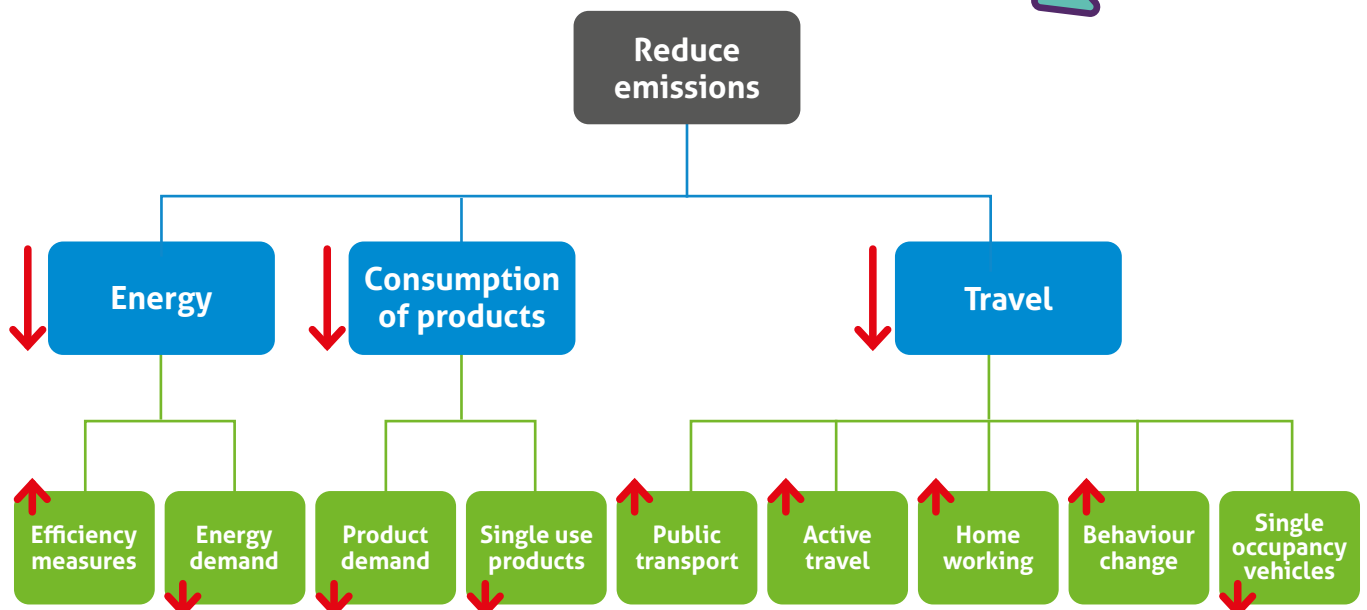 Reduce
emissions
Energy
Consumption
of products
Travel
Efficiency
measures
Energy
demand
Product
demand
Single use
products
Public
transport
Active
travel
Home
working
Behaviour
change
Single
occupancy
vehicles